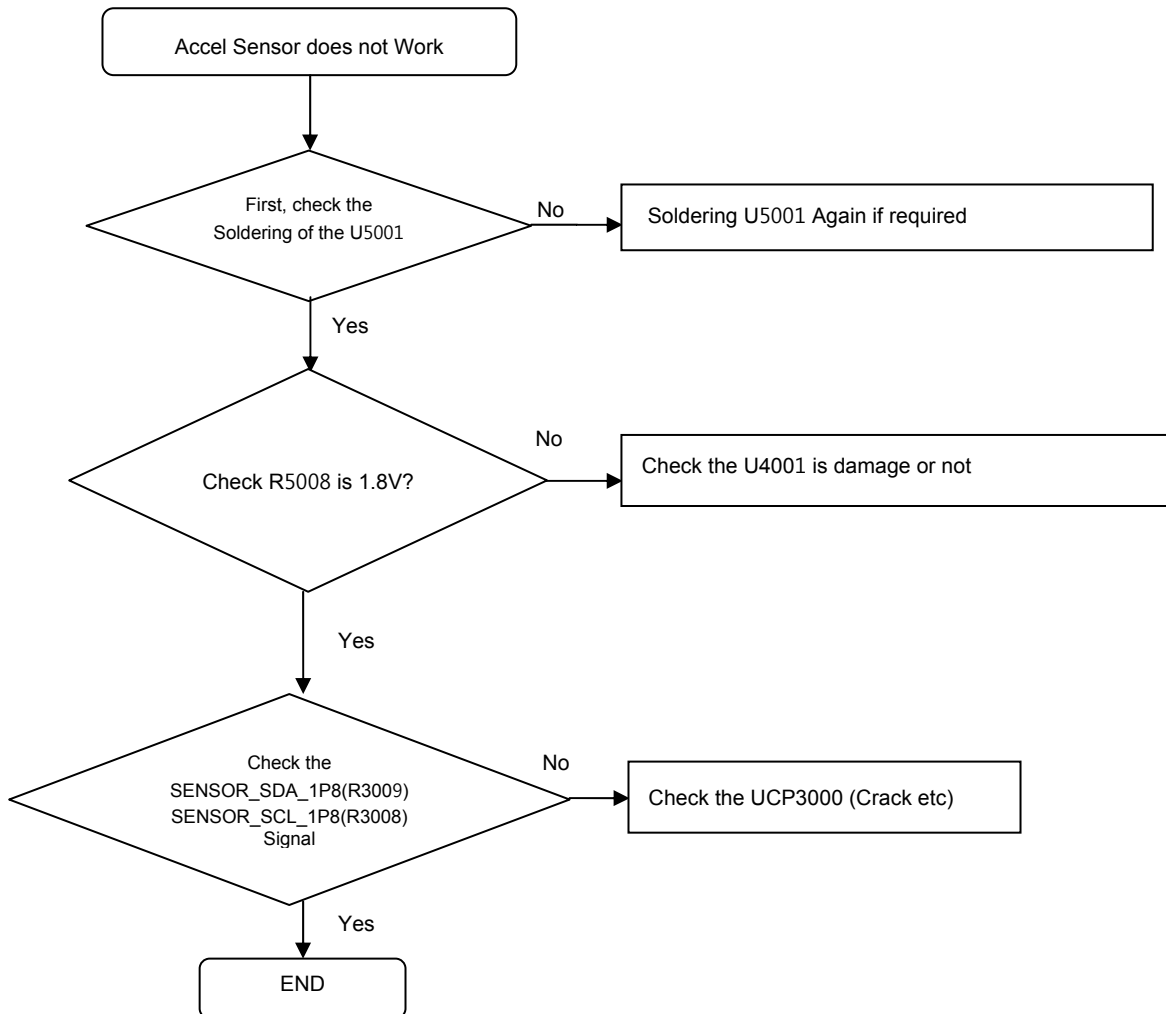 Accel Sensor does not Work
First, check the
Soldering of the U5001
No
Soldering U5001 Again if required
Yes
Check R5008 is 1.8V?
No
Check the U4001 is damage or not
Yes
Check the
SENSOR_SDA_1P8(R3009)
SENSOR_SCL_1P8(R3008)
Signal
No
Check the UCP3000 (Crack etc)
Yes
END